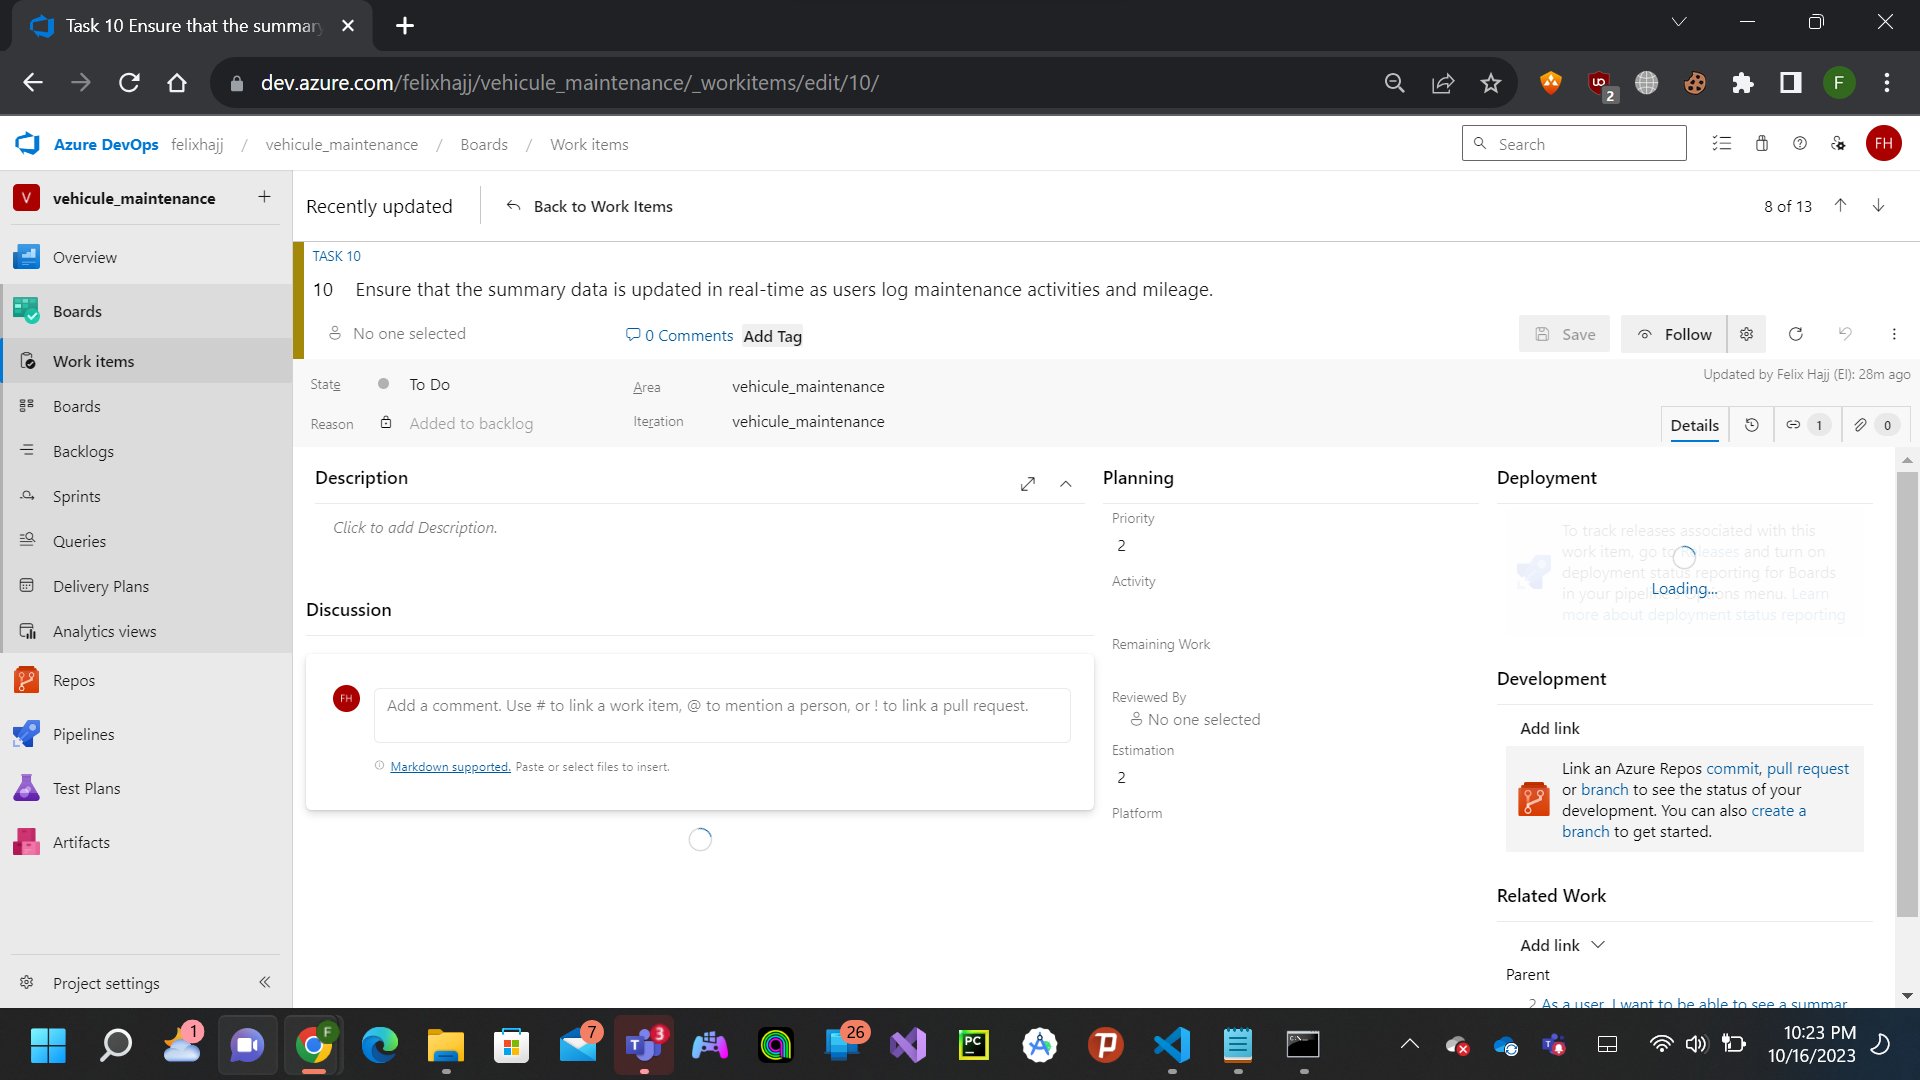 Task 10 Ensure that the summary
dev.azure.com/felixhajj/vehicule_maintenance/_workitems/edit/10/
2
F
Azure DevOps felixhajj / vehicule_maintenance / Boards / Work items
Search
FH
V vehicule_maintenance
Recently updated
Back to Work Items
8 of 13
Overview
Boards
Work items
Boards
Backlogs
Sprints
Queries
Delivery Plans
Analytics views
Repos
Pipelines
Test Plans
Artifacts
Project settings
TASK 10
10 Ensure that the summary data is updated in real-time as users log maintenance activities and mileage.
No one selected
0 Comments
Add Tag
Save
Follow
State To Do
Area vehicule_maintenance
Updated by Felix Hajj (EI): 28m ago
Reason Added to backlog
Iteration vehicule_maintenance
Details
1
0
Description
Click to add Description.
Discussion
FH
Add a comment. Use # to link a work item, @ to mention a person, or ! to link a pull request.
Markdown supported. Paste or select files to insert.
Planning
Priority
2
Activity
Remaining Work
Reviewed By
No one selected
Estimation
2
Platform
Deployment
To track releases associated with this
work item, go to Releases and turn on
deployment status reporting for Boards
in your pipeline's Options menu. Learn
more about deployment status reporting
Loading...
Development
Add link
Link an Azure Repos commit, pull request
or branch to see the status of your
development. You can also create a
branch to get started.
Related Work
Add link
Parent
2 As a user, I want to be able to see a summar
1
F
7
3
26
PC
10:23 PM
10/16/2023